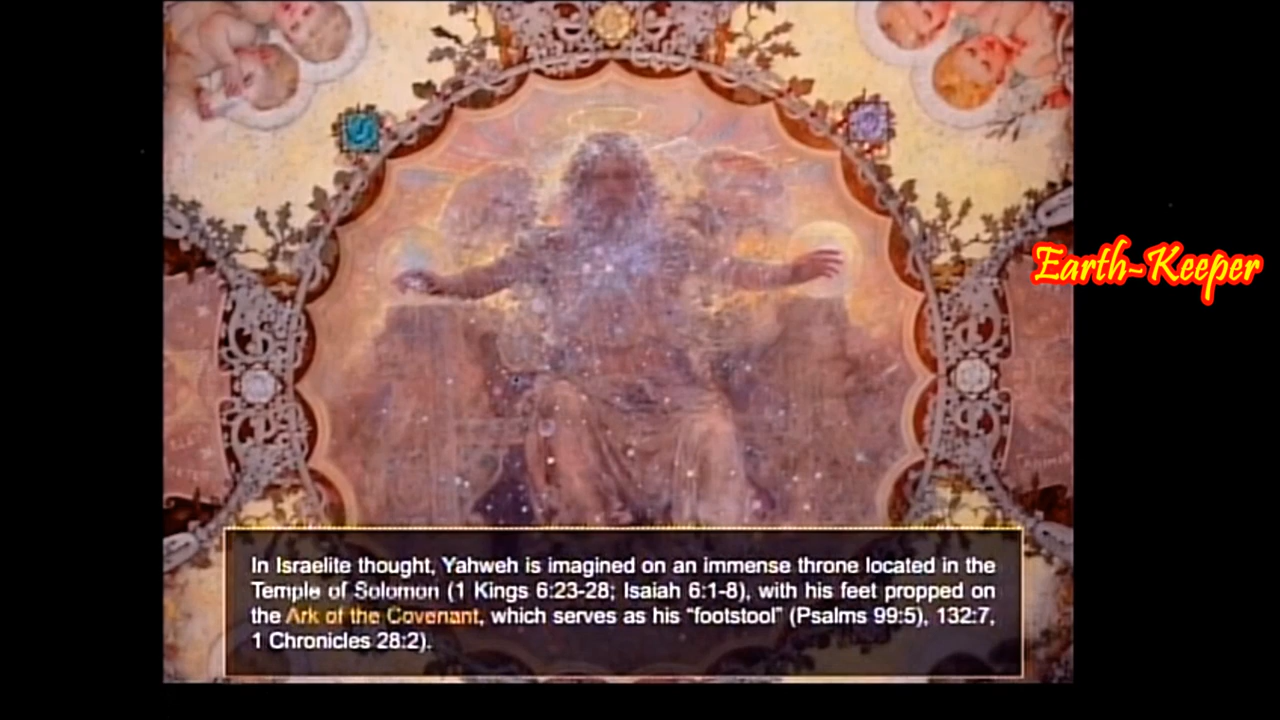 Earth-Keeper
In Israelite thought, Yahweh is imagined on an immense throne located in the
Temple of Solomon (1 Kings 6:23-28; Isaiah 6:1-8), with his feet propped on
the Ark of the Covenant, which serves as his “footstool” (Psalms 99:5), 132:7,
1 Chronicles 28:2).